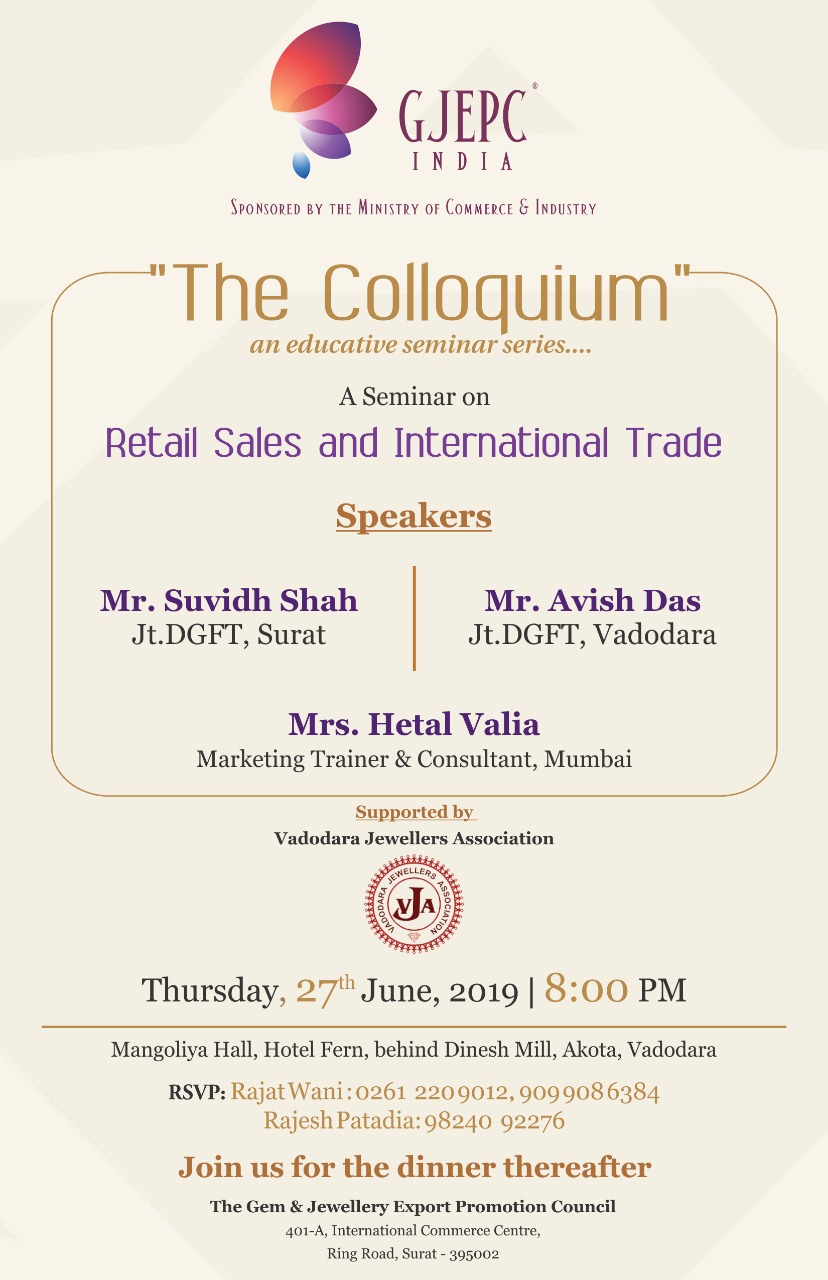 GJEPC®
INDIA
Sponsored by the Ministry of Commerce & Industry
"The Colloquium"
an educative seminar series....
A Seminar on
Retail Sales and International Trade
Speakers
Mr. Suvidh Shah
Jt.DGFT, Surat
Mr. Avish Das
Jt.DGFT, Vadodara
Mrs. Hetal Valia
Marketing Trainer & Consultant, Mumbai
Supported by
Vadodara Jewellers Association
VADODARA JEWELLERS ASSOCIATION
VJA
Thursday, 27th June, 2019 | 8:00 PM
Mangoliya Hall, Hotel Fern, behind Dinesh Mill, Akota, Vadodara
RSVP: Rajat Wani : 0261 2209012, 9099086384
Rajesh Patadia: 98240 92276
Join us for the dinner thereafter
The Gem & Jewellery Export Promotion Council
401-A, International Commerce Centre,
Ring Road, Surat - 395002